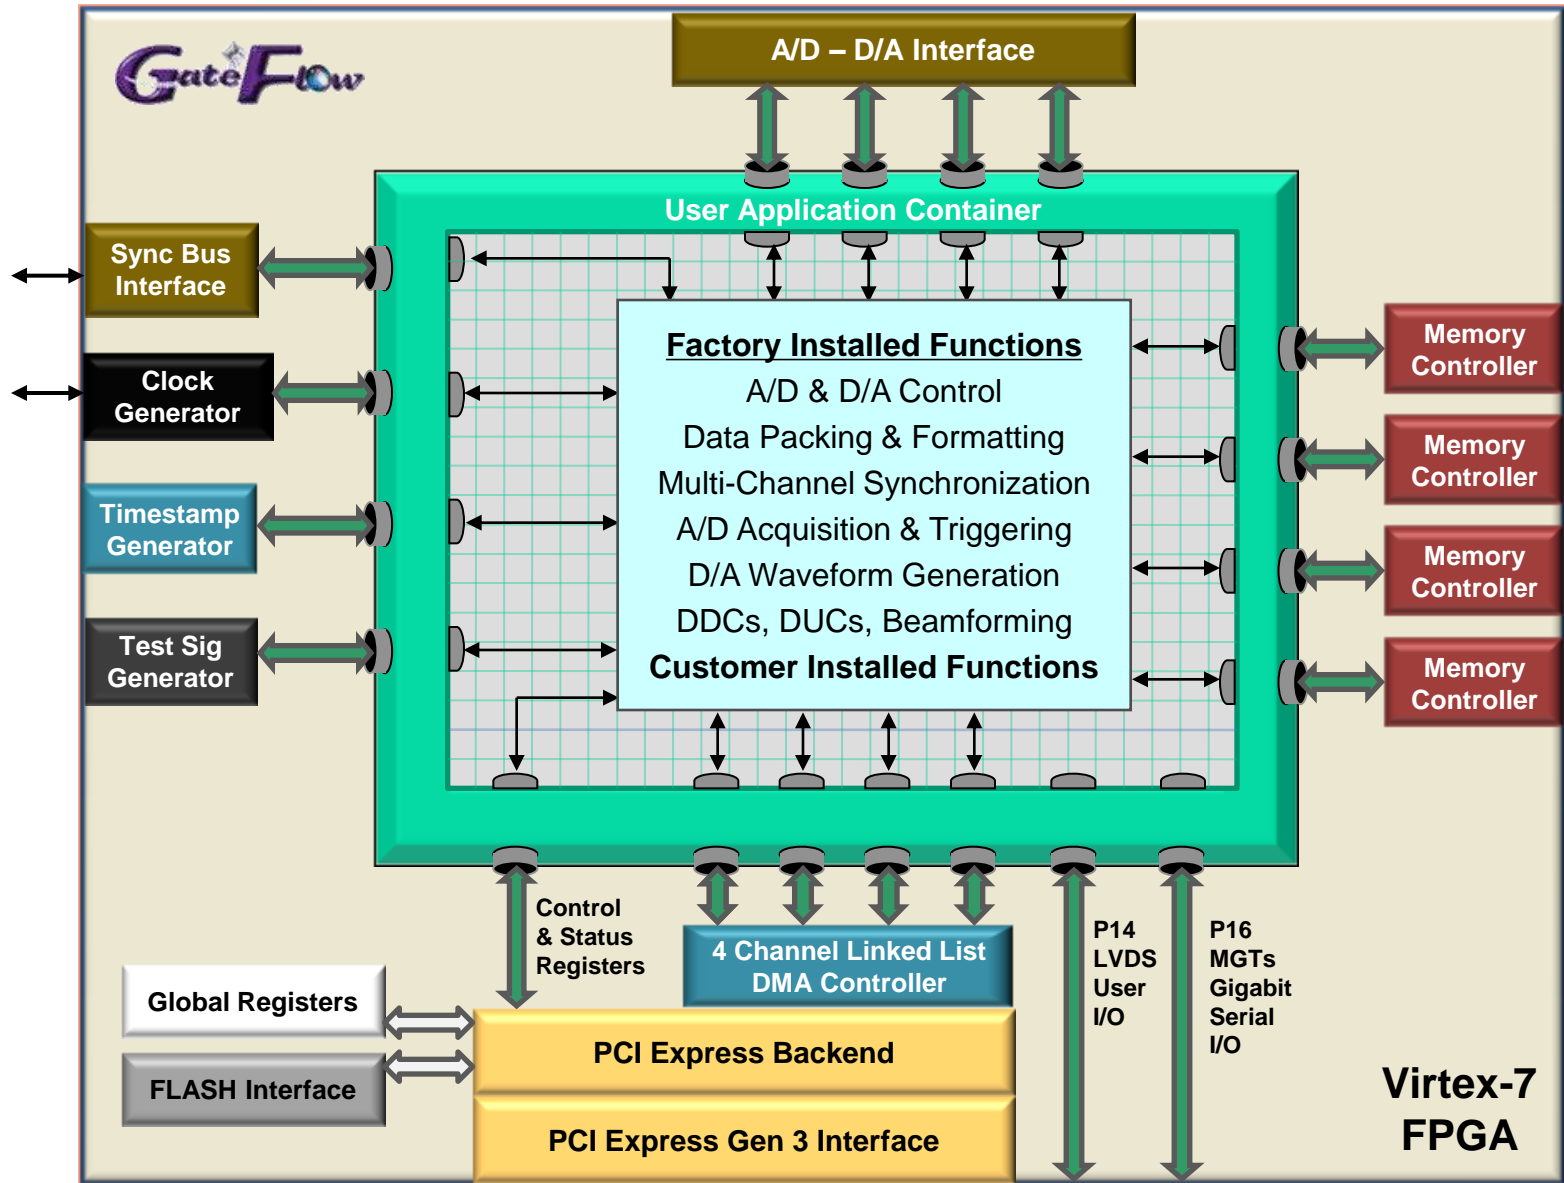 GateFlow
A/D – D/A Interface
User Application Container
Sync Bus
Interface
Clock
Generator
Timestamp
Generator
Test Sig
Generator
Factory Installed Functions
A/D & D/A Control
Data Packing & Formatting
Multi-Channel Synchronization
A/D Acquisition & Triggering
D/A Waveform Generation
DDCs, DUCs, Beamforming
Customer Installed Functions
Memory
Controller
Memory
Controller
Memory
Controller
Memory
Controller
Control
& Status
Registers
4 Channel Linked List
DMA Controller
P14
LVDS
User
I/O
P16
MGTs
Gigabit
Serial
I/O
Global Registers
FLASH Interface
PCI Express Backend
PCI Express Gen 3 Interface
Virtex-7
FPGA